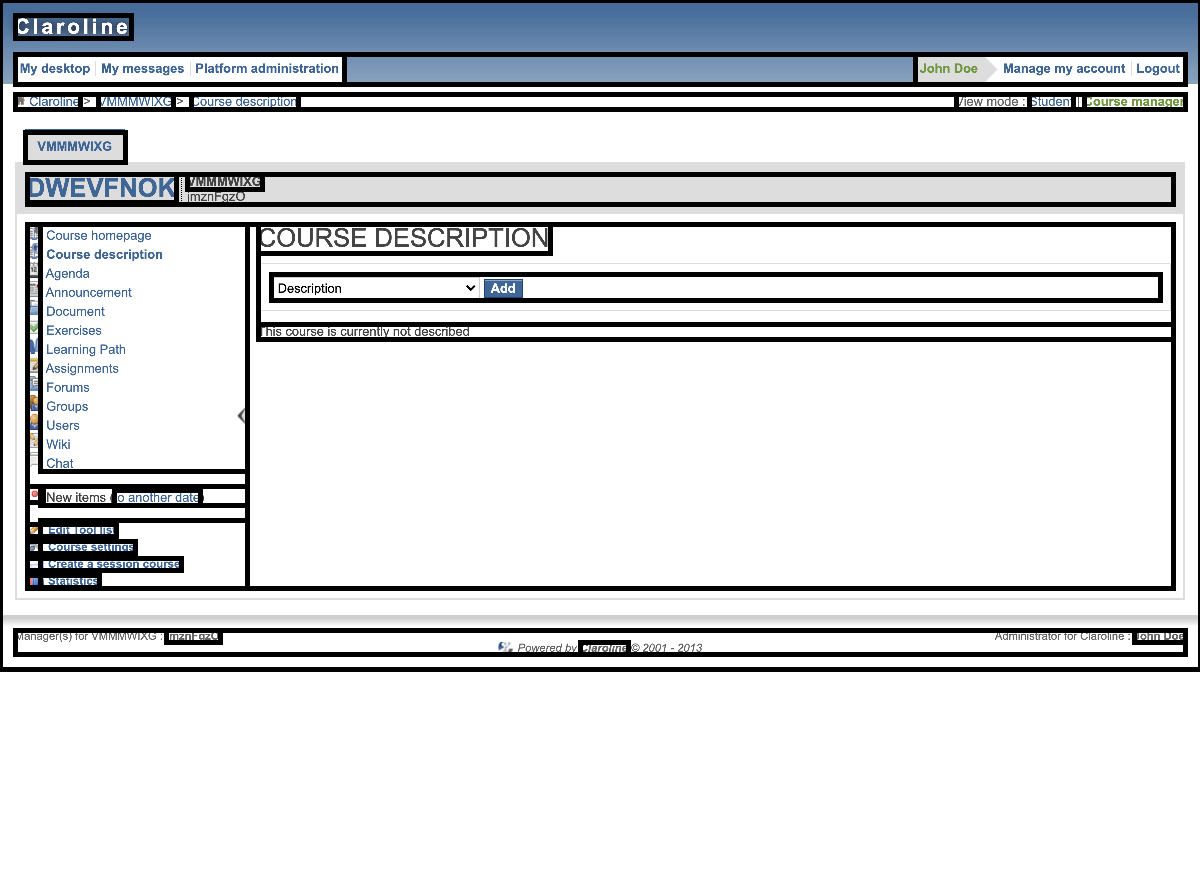 Claroline
My desktop My messages Platform administration John Doe Manage my account Logout
Claroline > VMMMWIXG > Course description View mode : Student | Course manager
VMMMWIXG
DWEVFNOK VMMMWIXG
jmznFgzO
Course homepage
Course description
Agenda
Announcement
Document
Exercises
Learning Path
Assignments
Forums
Groups
Users
Wiki
Chat
New items (to another date)
Edit Tool list
Course settings
Create a session course
Statistics
COURSE DESCRIPTION
Description Add
This course is currently not described
Manager(s) for VMMMWIXG : jmznFgzO
Administrator for Claroline : John Doe
Powered by Claroline © 2001 - 2013